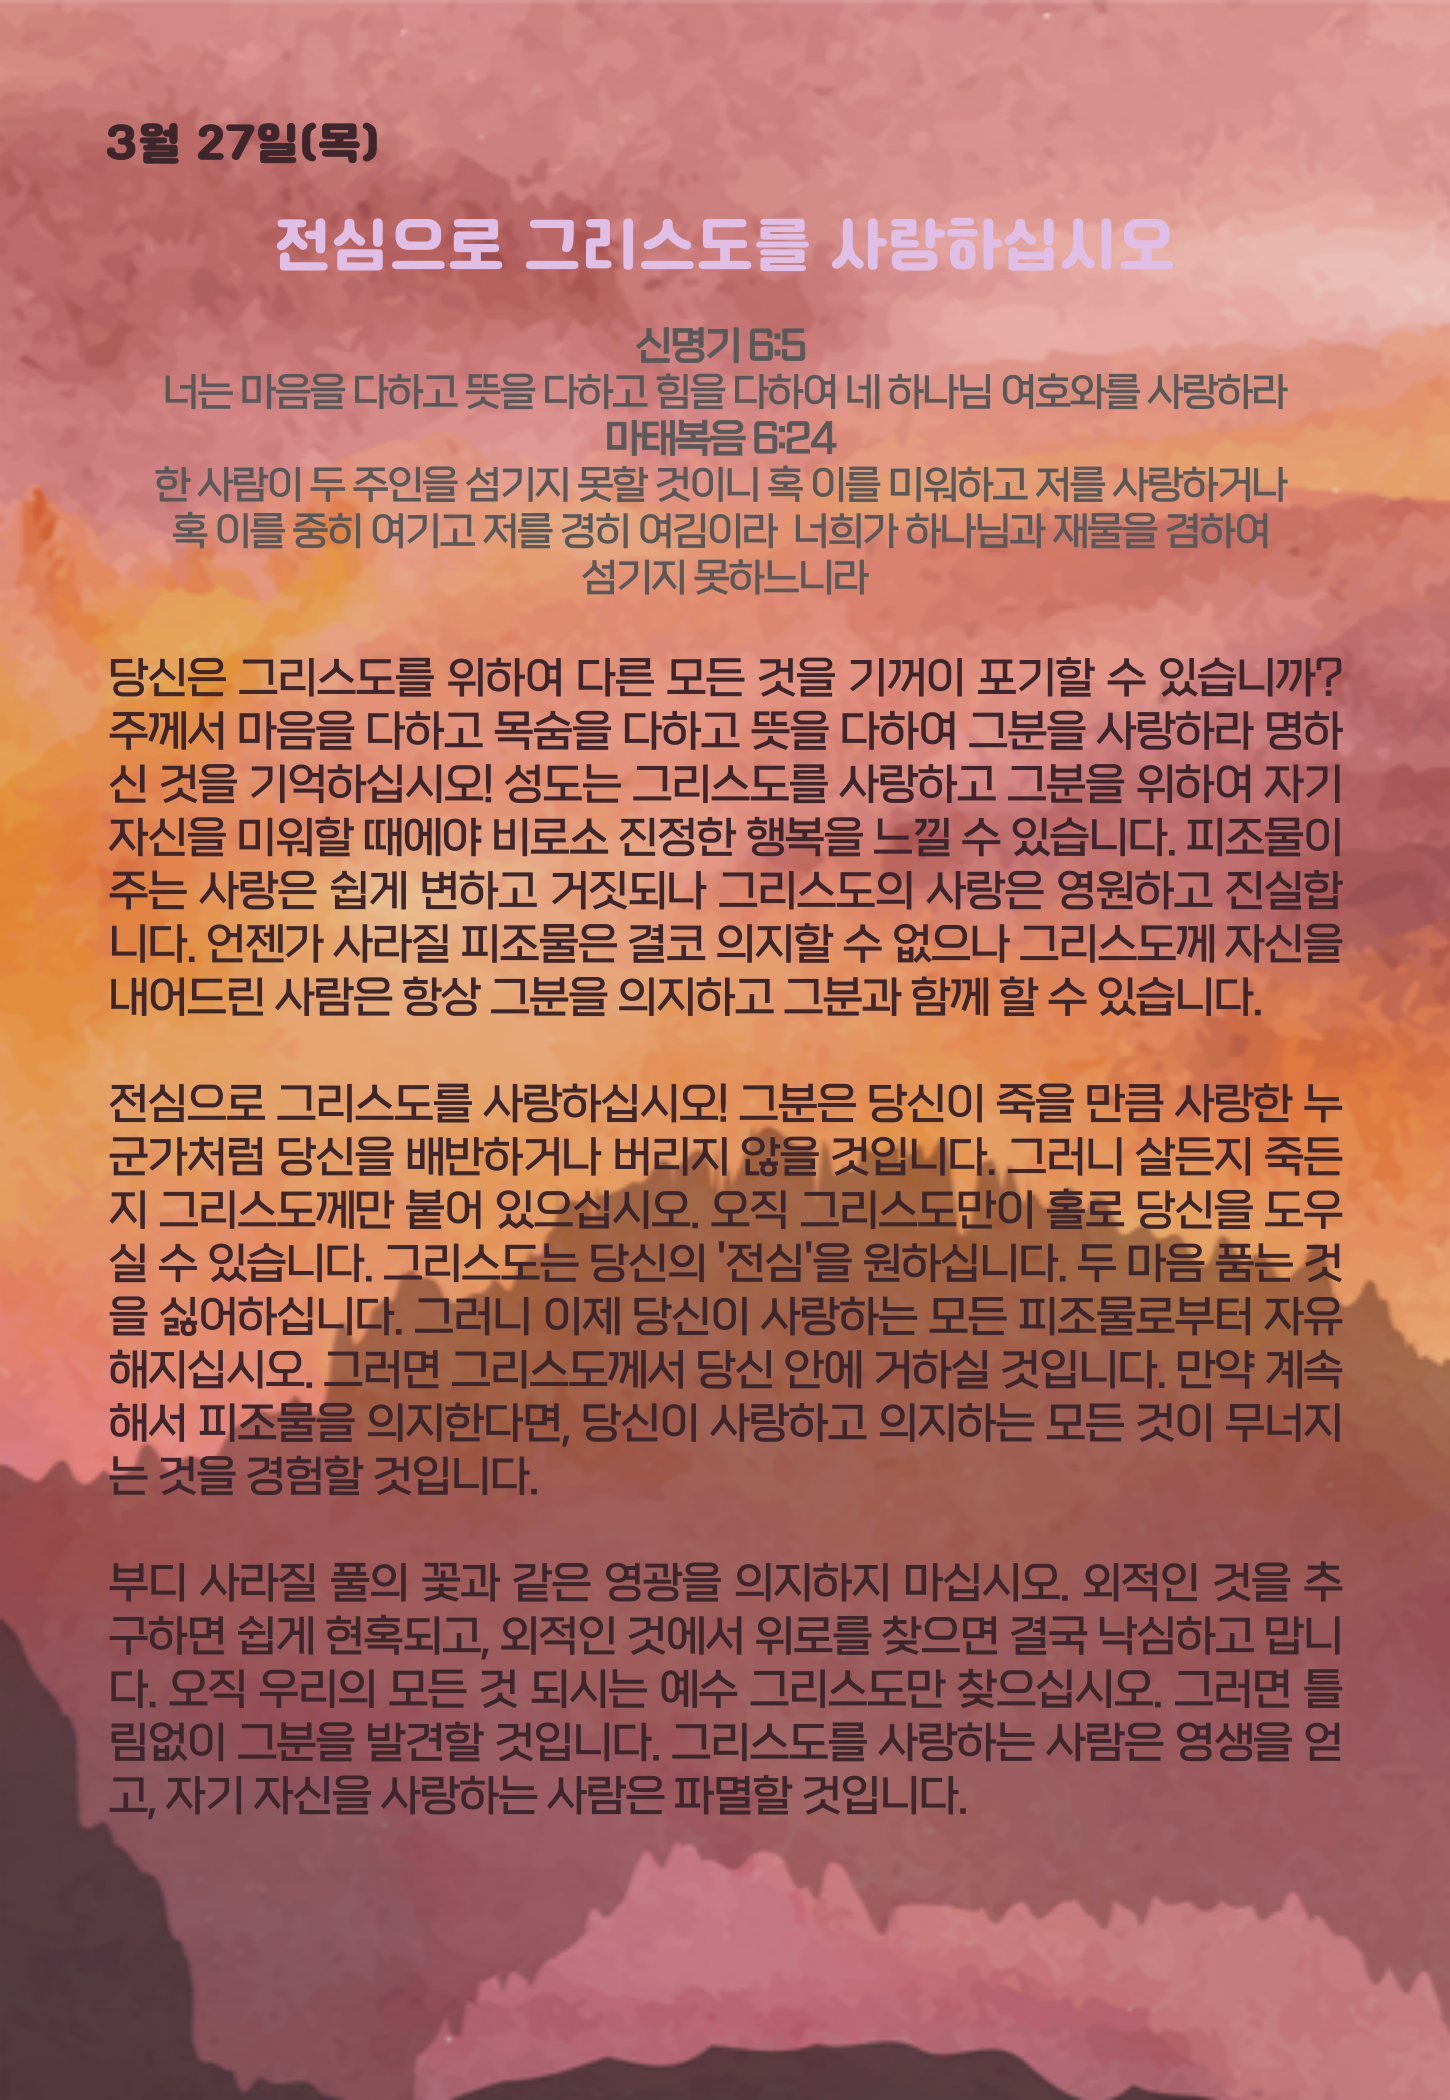 3월 27일(목)
전심으로 그리스도를 사랑하십시오
신명기 6:5
너는 마음을 다하고 뜻을 다하고 힘을 다하여 네 하나님 여호와를 사랑하라
마태복음 6:24
한 사람이 두 주인을 섬기지 못할 것이니 혹 이를 미워하고 저를 사랑하거나
혹 이를 중히 여기고 저를 경히 여김이라 너희가 하나님과 재물을 겸하여
섬기지 못하느니라
당신은 그리스도를 위하여 다른 모든 것을 기꺼이 포기할 수 있습니까?
주께서 마음을 다하고 목숨을 다하고 뜻을 다하여 그분을 사랑하라 명하
신 것을 기억하십시오! 성도는 그리스도를 사랑하고 그분을 위하여 자기
자신을 미워할 때에야 비로소 진정한 행복을 느낄 수 있습니다. 피조물이
주는 사랑은 쉽게 변하고 거짓되나 그리스도의 사랑은 영원하고 진실합
니다. 언젠가 사라질 피조물은 결코 의지할 수 없으나 그리스도께 자신을
내어드린 사람은 항상 그분을 의지하고 그분과 함께 할 수 있습니다.
전심으로 그리스도를 사랑하십시오! 그분은 당신이 죽을 만큼 사랑한 누
군가처럼 당신을 배반하거나 버리지 않을 것입니다. 그러니 살든지 죽든
지 그리스도께만 붙어 있으십시오. 오직 그리스도만이 홀로 당신을 도우
실 수 있습니다. 그리스도는 당신의 '전심'을 원하십니다. 두 마음 품는 것
을 싫어하십니다. 그러니 이제 당신이 사랑하는 모든 피조물로부터 자유
해지십시오. 그러면 그리스도께서 당신 안에 거하실 것입니다. 만약 계속
해서 피조물을 의지한다면, 당신이 사랑하고 의지하는 모든 것이 무너지
는 것을 경험할 것입니다.
부디 사라질 풀의 꽃과 같은 영광을 의지하지 마십시오. 외적인 것을 추
구하면 쉽게 현혹되고, 외적인 것에서 위로를 찾으면 결국 낙심하고 맙니
다. 오직 우리의 모든 것 되시는 예수 그리스도만 찾으십시오. 그러면 틀
림없이 그분을 발견할 것입니다. 그리스도를 사랑하는 사람은 영생을 얻
고, 자기 자신을 사랑하는 사람은 파멸할 것입니다.